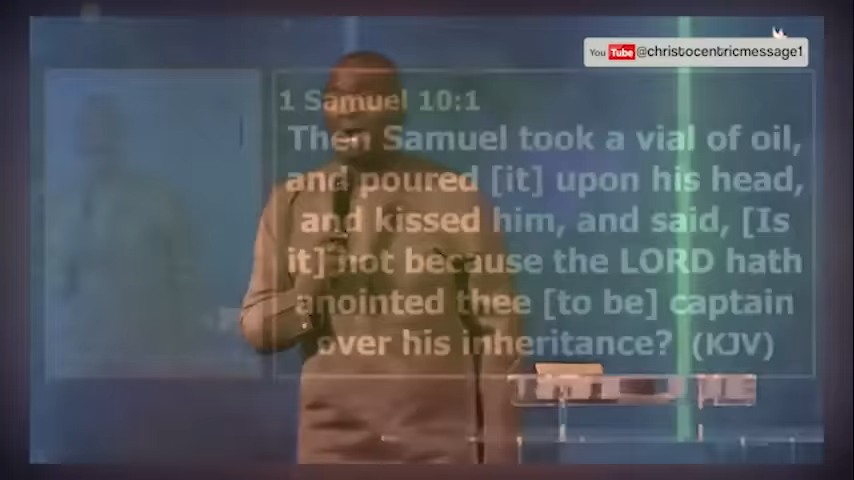 You Tube @christocentricmessage1
1 Samuel 10:1
Then Samuel took a vial of oil,
and poured [it] upon his head,
and kissed him, and said, [Is
it] not because the LORD hath
anointed thee [to be] captain
over his inheritance? (KJV)